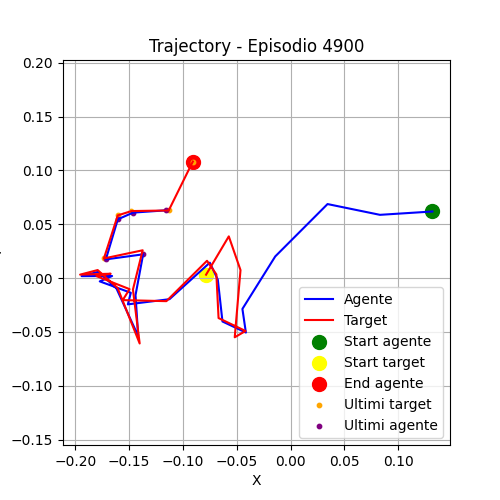 Trajectory - Episodio 4900
0.20
0.15
0.10
0.05
0.00
−0.05
−0.10
−0.15
−0.20 −0.15 −0.10 −0.05 0.00 0.05 0.10
X
Agente
Target
Start agente
Start target
End agente
Ultimi target
Ultimi agente